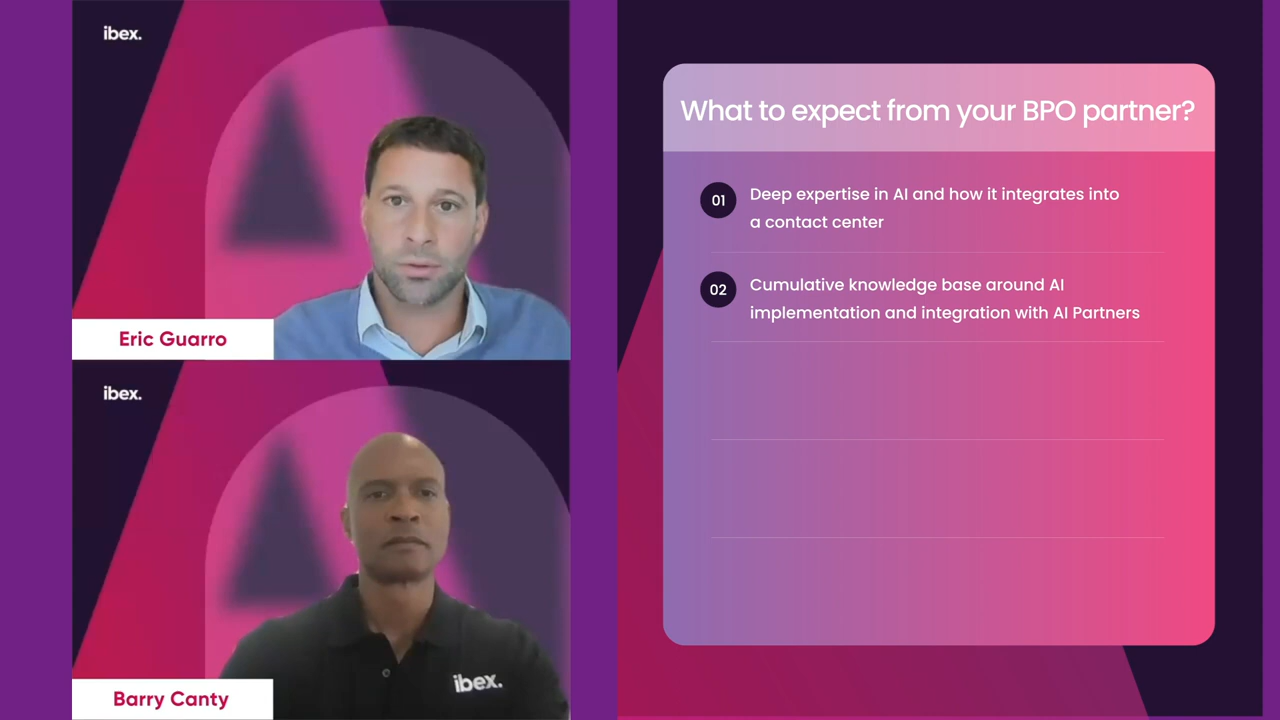 ibex.
Eric Guarro
ibex.
ibex.
Barry Canty
What to expect from your BPO partner?
01
Deep expertise in AI and how it integrates into
a contact center
02
Cumulative knowledge base around AI
implementation and integration with AI Partners